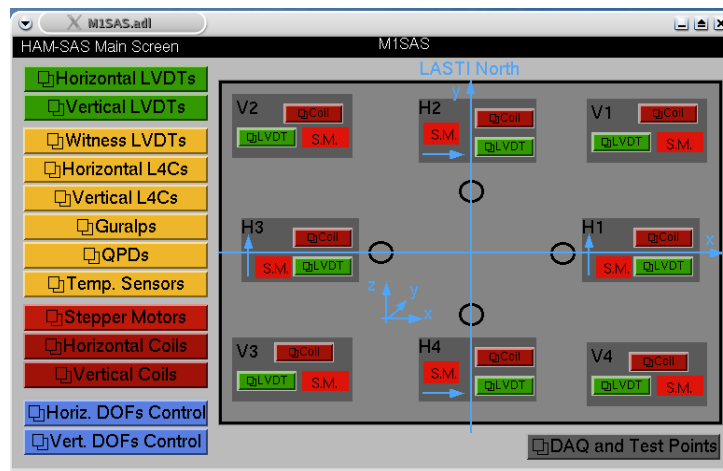 M1SAS.adl
HAM-SAS Main Screen
M1SAS
Horizontal LVDTs
Vertical LVDTs
Witness LVDTs
Horizontal L4Cs
Vertical L4Cs
Guralps
QPDs
Temp. Sensors
Stepper Motors
Horizontal Coils
Vertical Coils
Horiz. DOFs Control
Vert. DOFs Control
LASTI North
y
V2
Coil
LVDT
S.M.
H2
Coil
S.M.
LVDT
V1
Coil
LVDT
S.M.
H3
Coil
S.M.
LVDT
H1
Coil
S.M.
LVDT
x
z
y
x
V3
Coil
LVDT
S.M.
H4
Coil
S.M.
LVDT
V4
Coil
LVDT
S.M.
DAQ and Test Points